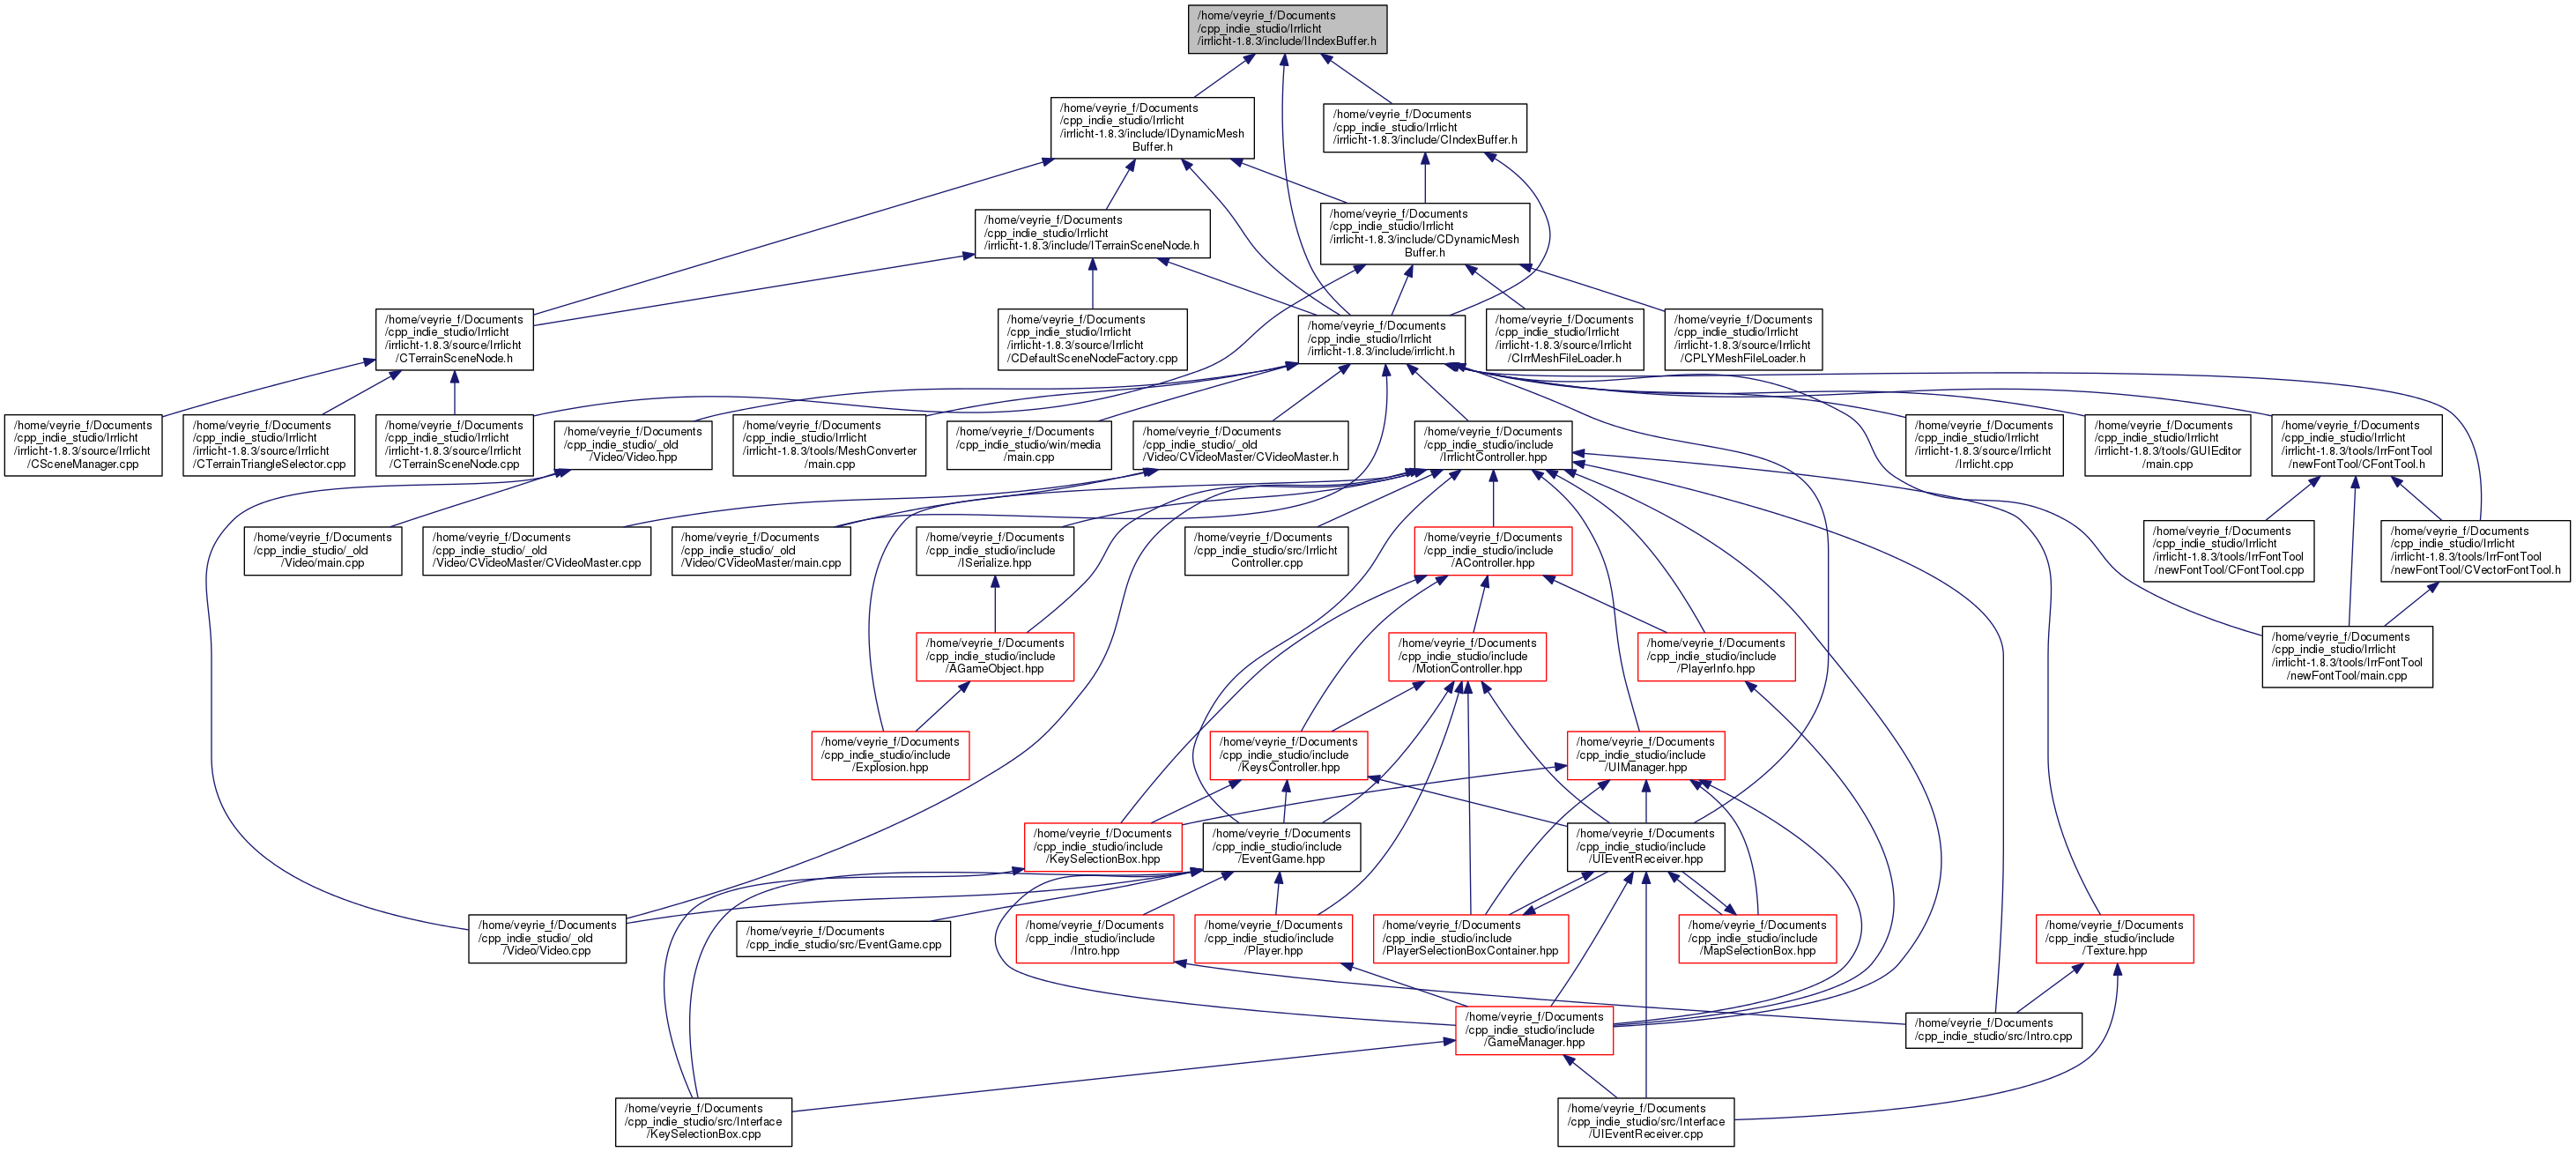 /home/veyrie_f/Documents
/cpp_indie_studio/Irrlicht
/irrlicht-1.8.3/include/IIndexBuffer.h
/home/veyrie_f/Documents
/cpp_indie_studio/Irrlicht
/irrlicht-1.8.3/include/IDynamicMesh
Buffer.h
/home/veyrie_f/Documents
/cpp_indie_studio/Irrlicht
/irrlicht-1.8.3/include/CIndexBuffer.h
/home/veyrie_f/Documents
/cpp_indie_studio/Irrlicht
/irrlicht-1.8.3/include/ITerrainSceneNode.h
/home/veyrie_f/Documents
/cpp_indie_studio/Irrlicht
/irrlicht-1.8.3/include/CDynamicMesh
Buffer.h
/home/veyrie_f/Documents
/cpp_indie_studio/Irrlicht
/irrlicht-1.8.3/source/Irrlicht
/CTerrainSceneNode.h
/home/veyrie_f/Documents
/cpp_indie_studio/Irrlicht
/irrlicht-1.8.3/source/Irrlicht
/CDefaultSceneNodeFactory.cpp
/home/veyrie_f/Documents
/cpp_indie_studio/Irrlicht
/irrlicht-1.8.3/include/irrlicht.h
/home/veyrie_f/Documents
/cpp_indie_studio/Irrlicht
/irrlicht-1.8.3/source/Irrlicht
/CIrrMeshFileLoader.h
/home/veyrie_f/Documents
/cpp_indie_studio/Irrlicht
/irrlicht-1.8.3/source/Irrlicht
/CPLYMeshFileLoader.h
/home/veyrie_f/Documents
/cpp_indie_studio/Irrlicht
/irrlicht-1.8.3/source/Irrlicht
/CSceneManager.cpp
/home/veyrie_f/Documents
/cpp_indie_studio/Irrlicht
/irrlicht-1.8.3/source/Irrlicht
/CTerrainTriangleSelector.cpp
/home/veyrie_f/Documents
/cpp_indie_studio/Irrlicht
/irrlicht-1.8.3/source/Irrlicht
/CTerrainSceneNode.cpp
/home/veyrie_f/Documents
/cpp_indie_studio/_old
/Video/Video.hpp
/home/veyrie_f/Documents
/cpp_indie_studio/Irrlicht
/irrlicht-1.8.3/tools/MeshConverter
/main.cpp
/home/veyrie_f/Documents
/cpp_indie_studio/win/media
/main.cpp
/home/veyrie_f/Documents
/cpp_indie_studio/_old
/Video/CVideoMaster/CVideoMaster.h
/home/veyrie_f/Documents
/cpp_indie_studio/include
/IrrlichtController.hpp
/home/veyrie_f/Documents
/cpp_indie_studio/Irrlicht
/irrlicht-1.8.3/source/Irrlicht
/Irrlicht.cpp
/home/veyrie_f/Documents
/cpp_indie_studio/Irrlicht
/irrlicht-1.8.3/tools/GUIEditor
/main.cpp
/home/veyrie_f/Documents
/cpp_indie_studio/Irrlicht
/irrlicht-1.8.3/tools/IrrFontTool
/newFontTool/CFontTool.h
/home/veyrie_f/Documents
/cpp_indie_studio/_old
/Video/main.cpp
/home/veyrie_f/Documents
/cpp_indie_studio/_old
/Video/CVideoMaster/CVideoMaster.cpp
/home/veyrie_f/Documents
/cpp_indie_studio/_old
/Video/CVideoMaster/main.cpp
/home/veyrie_f/Documents
/cpp_indie_studio/include
/ISerialize.hpp
/home/veyrie_f/Documents
/cpp_indie_studio/src/Irrlicht
Controller.cpp
/home/veyrie_f/Documents
/cpp_indie_studio/include
/AController.hpp
/home/veyrie_f/Documents
/cpp_indie_studio/Irrlicht
/irrlicht-1.8.3/tools/IrrFontTool
/newFontTool/CFontTool.cpp
/home/veyrie_f/Documents
/cpp_indie_studio/Irrlicht
/irrlicht-1.8.3/tools/IrrFontTool
/newFontTool/CVectorFontTool.h
/home/veyrie_f/Documents
/cpp_indie_studio/include
/AGameObject.hpp
/home/veyrie_f/Documents
/cpp_indie_studio/include
/MotionController.hpp
/home/veyrie_f/Documents
/cpp_indie_studio/include
/PlayerInfo.hpp
/home/veyrie_f/Documents
/cpp_indie_studio/Irrlicht
/irrlicht-1.8.3/tools/IrrFontTool
/newFontTool/main.cpp
/home/veyrie_f/Documents
/cpp_indie_studio/include
/Explosion.hpp
/home/veyrie_f/Documents
/cpp_indie_studio/include
/KeysController.hpp
/home/veyrie_f/Documents
/cpp_indie_studio/include
/UIManager.hpp
/home/veyrie_f/Documents
/cpp_indie_studio/include
/KeySelectionBox.hpp
/home/veyrie_f/Documents
/cpp_indie_studio/include
/EventGame.hpp
/home/veyrie_f/Documents
/cpp_indie_studio/include
/UIEventReceiver.hpp
/home/veyrie_f/Documents
/cpp_indie_studio/_old
/Video/Video.cpp
/home/veyrie_f/Documents
/cpp_indie_studio/src/EventGame.cpp
/home/veyrie_f/Documents
/cpp_indie_studio/include
/Intro.hpp
/home/veyrie_f/Documents
/cpp_indie_studio/include
/Player.hpp
/home/veyrie_f/Documents
/cpp_indie_studio/include
/PlayerSelectionBoxContainer.hpp
/home/veyrie_f/Documents
/cpp_indie_studio/include
/MapSelectionBox.hpp
/home/veyrie_f/Documents
/cpp_indie_studio/include
/Texture.hpp
/home/veyrie_f/Documents
/cpp_indie_studio/include
/GameManager.hpp
/home/veyrie_f/Documents
/cpp_indie_studio/src/Intro.cpp
/home/veyrie_f/Documents
/cpp_indie_studio/src/Interface
/KeySelectionBox.cpp
/home/veyrie_f/Documents
/cpp_indie_studio/src/Interface
/UIEventReceiver.cpp